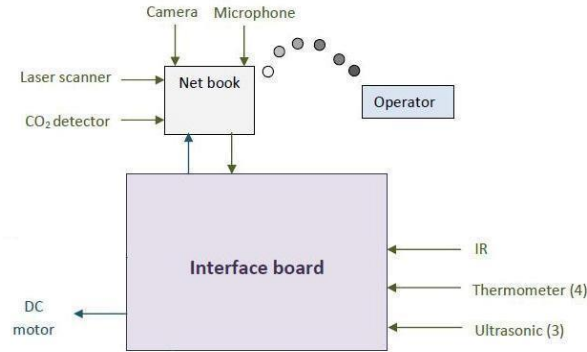 Camera
Microphone
Laser scanner
Net book
CO₂ detector
Operator
Interface board
IR
Thermometer (4)
DC
motor
Ultrasonic (3)